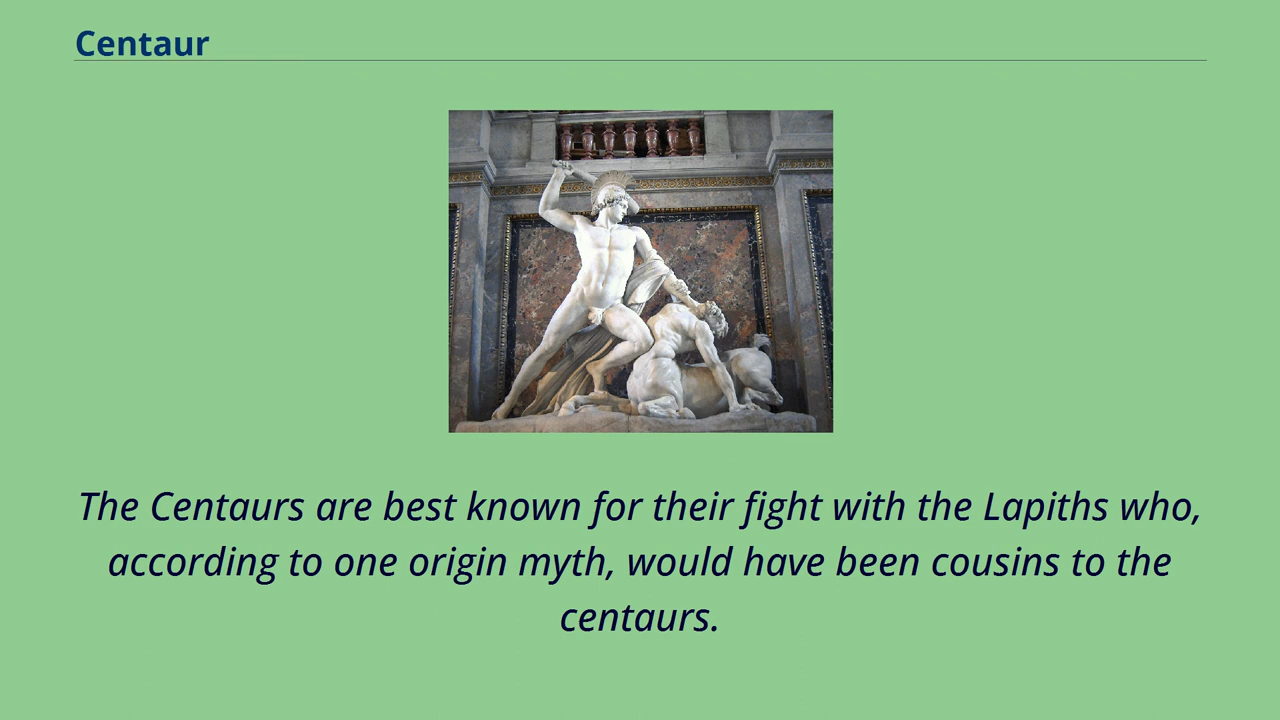 Centaur
The Centaurs are best known for their fight with the Lapiths who,
according to one origin myth, would have been cousins to the
centaurs.